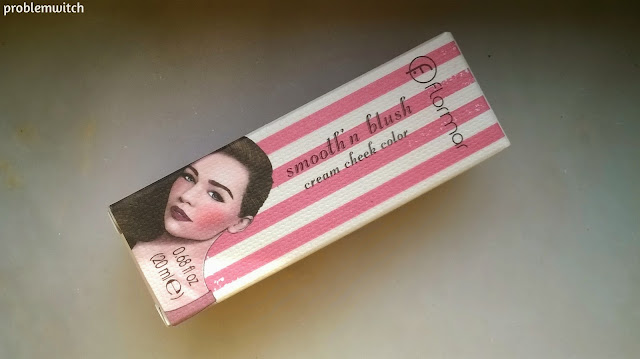 problemwitch
flormar
smooth'n blush
cream cheek color
0.68 fl oz
(20 ml℮)